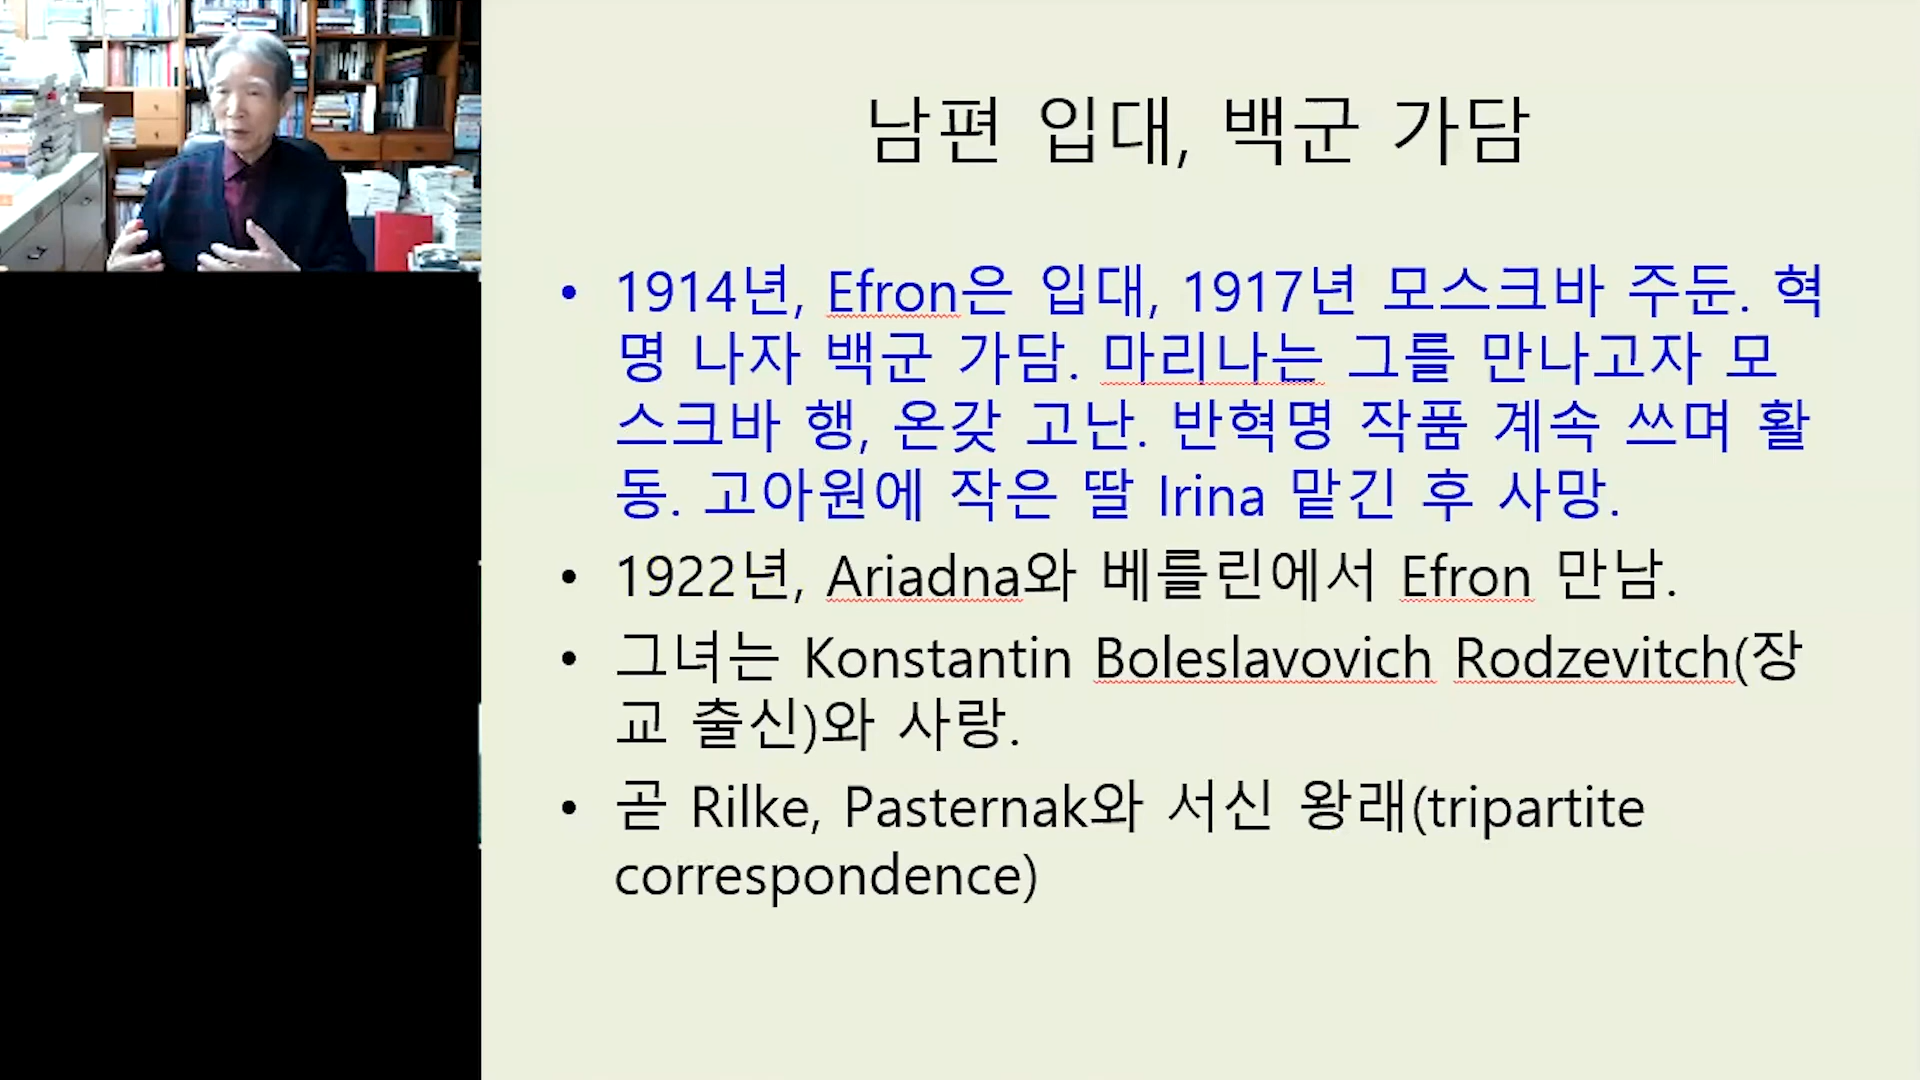 남편 입대, 백군 가담
• 1914년, Efron은 입대, 1917년 모스크바 주둔. 혁
명 나자 백군 가담. 마리나는 그를 만나고자 모
스크바 행, 온갖 고난. 반혁명 작품 계속 쓰며 활
동. 고아원에 작은 딸 Irina 맡긴 후 사망.
• 1922년, Ariadna와 베를린에서 Efron 만남.
• 그녀는 Konstantin Boleslavovich Rodzevitch(장
교 출신)와 사랑.
• 곧 Rilke, Pasternak와 서신 왕래(tripartite
correspondence)